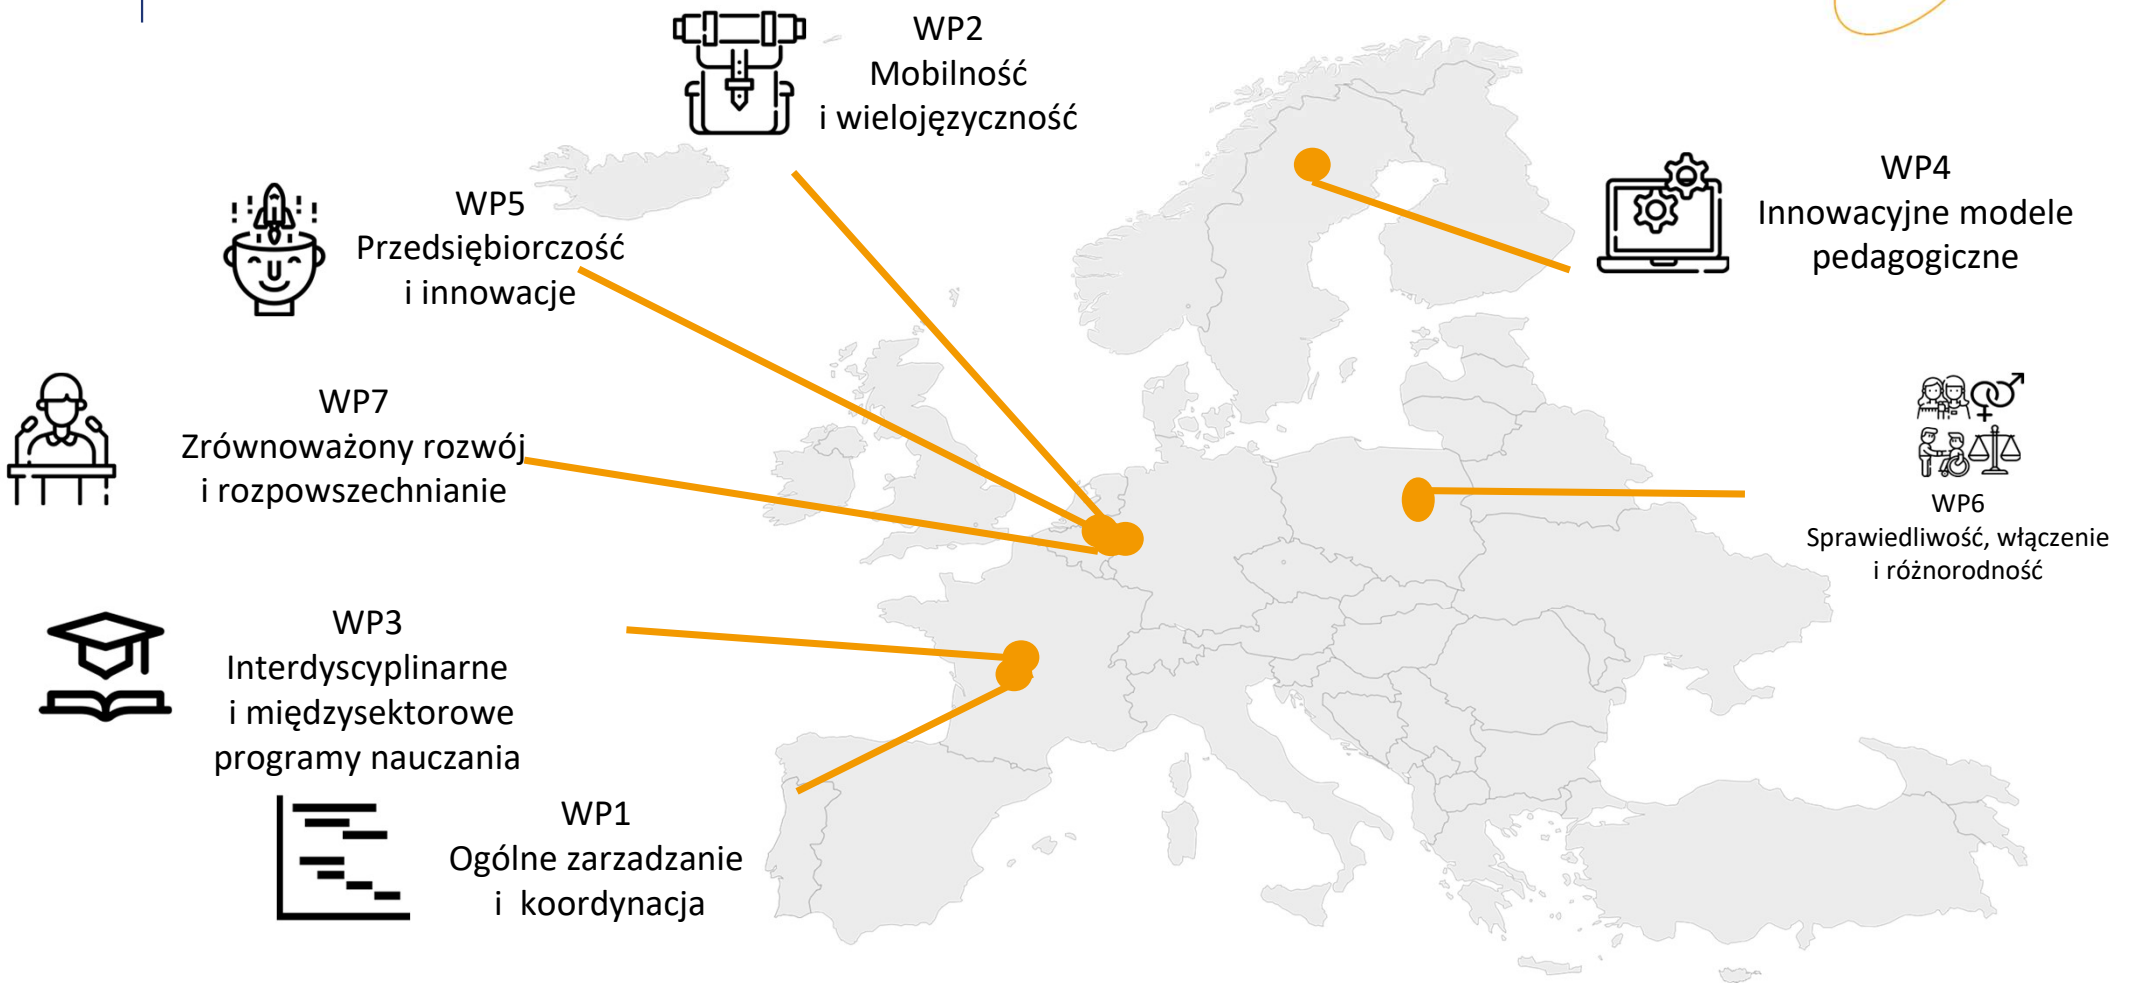 WP2
Mobilność
i wielojęzyczność
WP5
Przedsiębiorczość
i innowacje
WP4
Innowacyjne modele
pedagogiczne
WP7
Zrównoważony rozwój
i rozpowszechnianie
WP6
Sprawiedliwość, włączenie
i różnorodność
WP3
Interdyscyplinarne
i międzysektorowe
programy nauczania
WP1
Ogólne zarzadzanie
i koordynacja